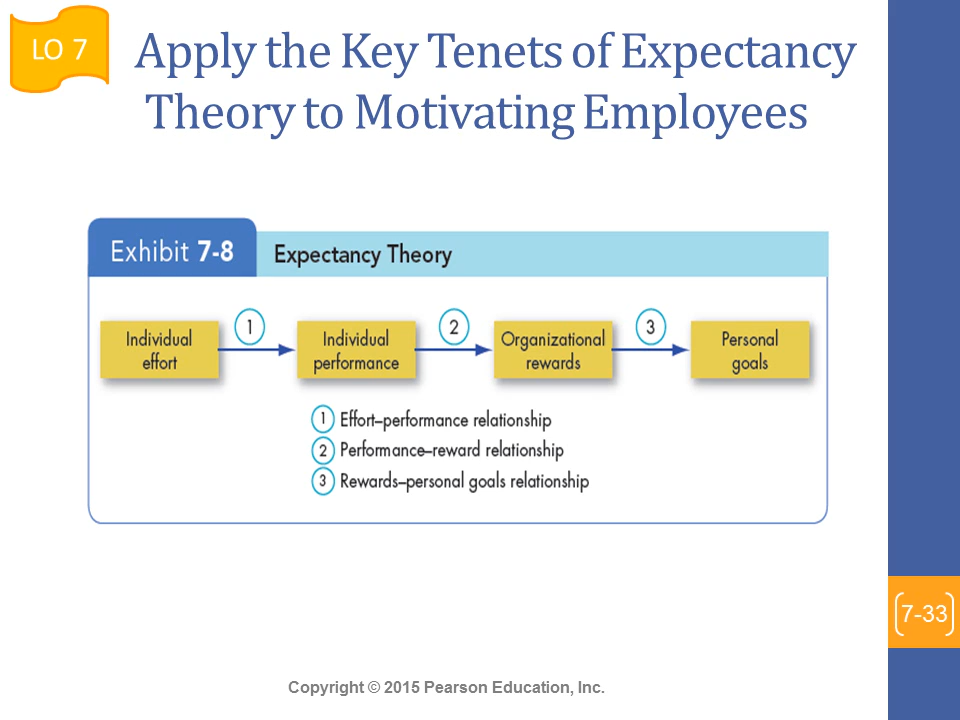 LO 7
Apply the Key Tenets of Expectancy
Theory to Motivating Employees
Exhibit 7-8
Expectancy Theory
Individual
effort
1
Individual
performance
2
Organizational
rewards
3
Personal
goals
1 Effort–performance relationship
2 Performance–reward relationship
3 Rewards–personal goals relationship
7-33
Copyright © 2015 Pearson Education, Inc.